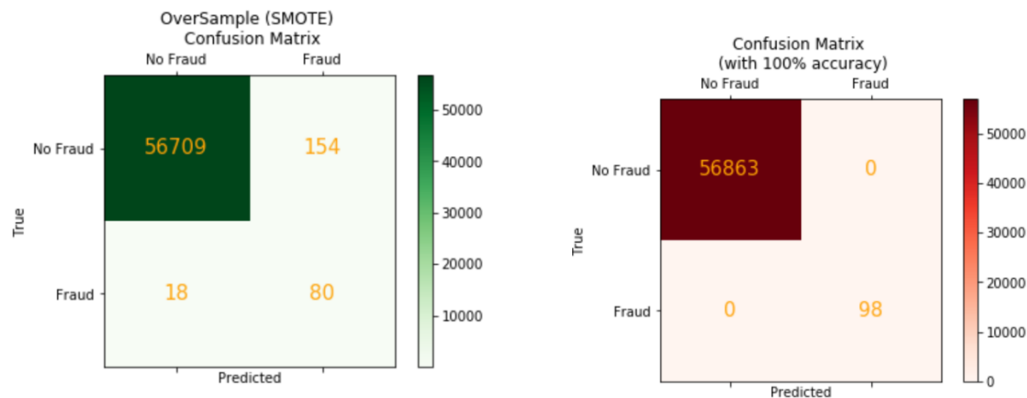 OverSample (SMOTE)
Confusion Matrix
No Fraud Fraud
No Fraud 56709 154
Fraud 18 80
True
Predicted
50000
40000
30000
20000
10000
Confusion Matrix
(with 100% accuracy)
No Fraud Fraud
No Fraud 56863 0
Fraud 0 98
True
Predicted
50000
40000
30000
20000
10000
0